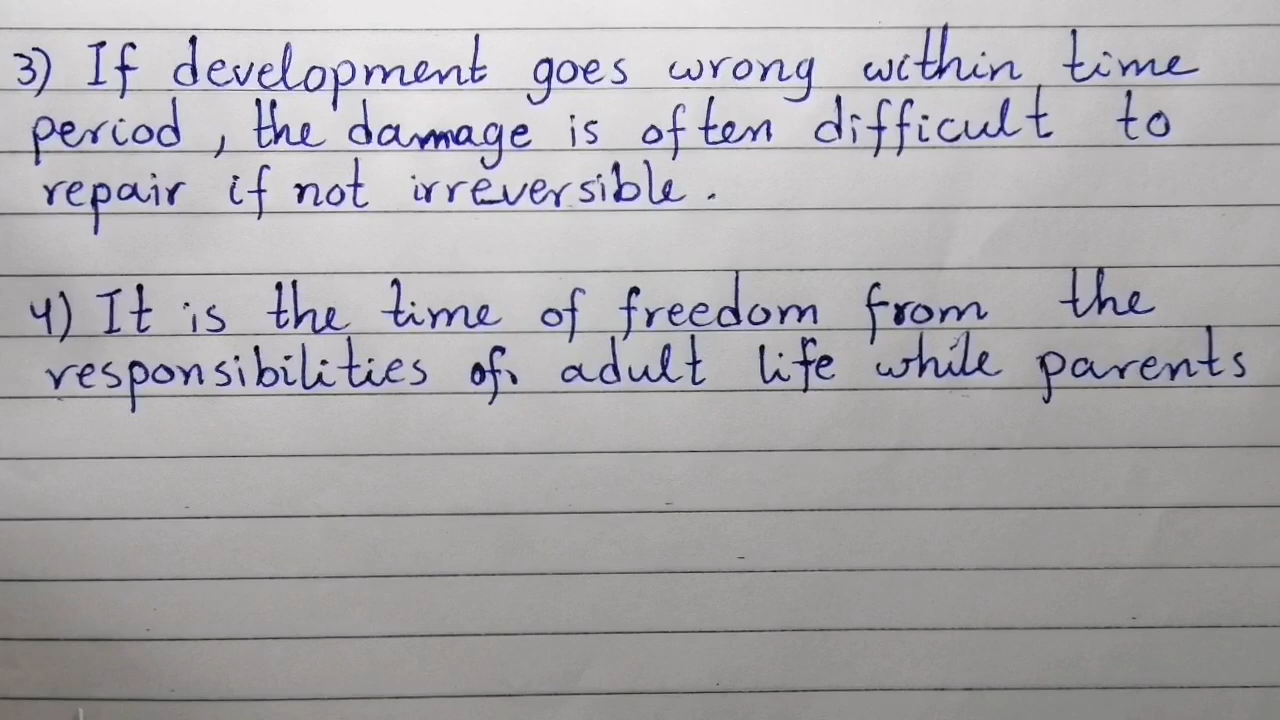 3) If development goes wrong within time
period, the damage is often difficult to
repair if not irreversible.
4) It is the time of freedom from the
responsibilities of adult life while parents